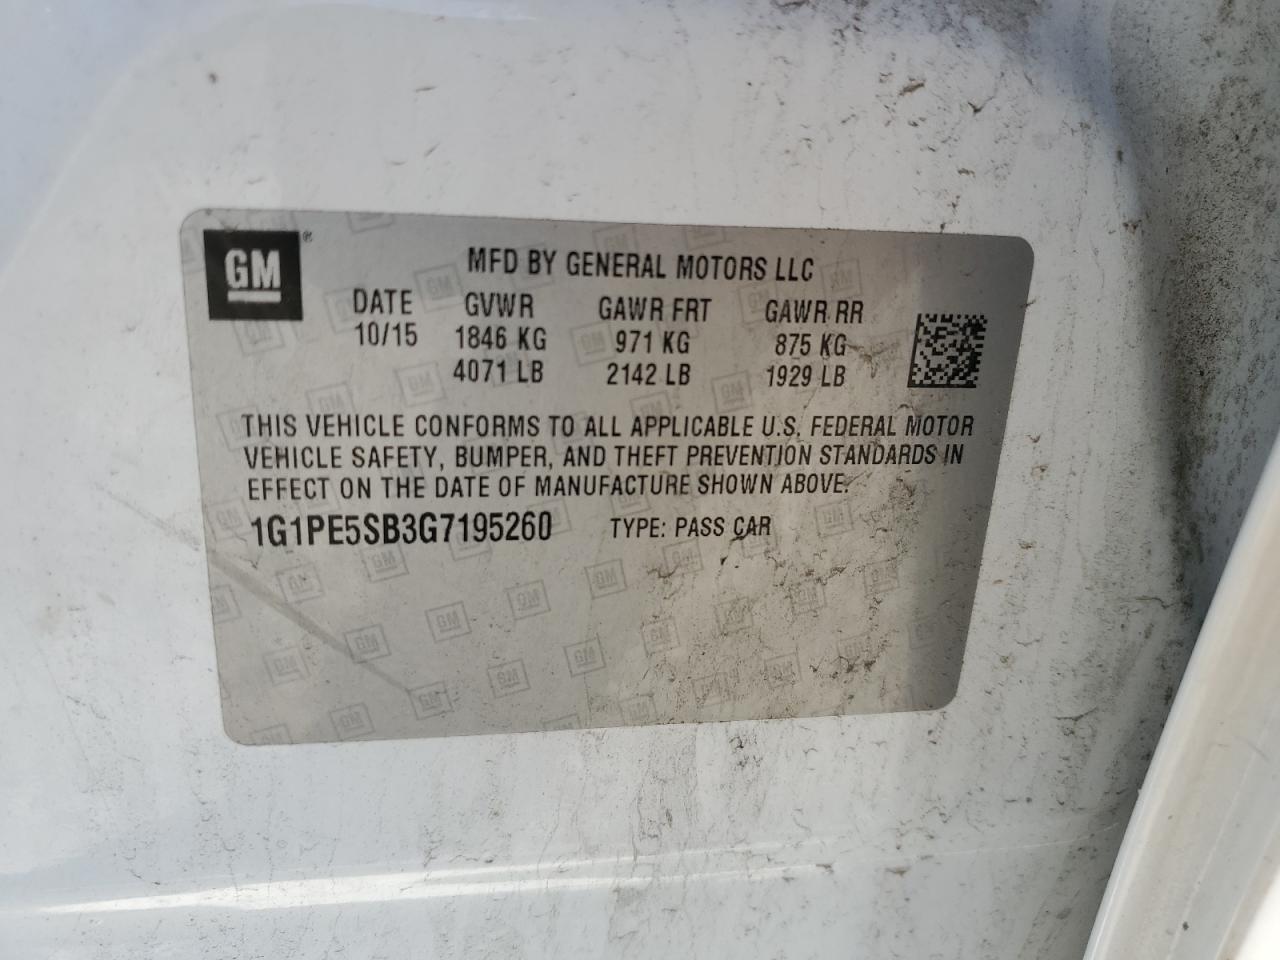 GM®
MFD BY GENERAL MOTORS LLC
DATE GVWR GAWR FRT GAWR RR
10/15 1846 KG 971 KG 875 KG
4071 LB 2142 LB 1929 LB
THIS VEHICLE CONFORMS TO ALL APPLICABLE U.S. FEDERAL MOTOR
VEHICLE SAFETY, BUMPER, AND THEFT PREVENTION STANDARDS IN
EFFECT ON THE DATE OF MANUFACTURE SHOWN ABOVE.
1G1PE5SB3G7195260 TYPE: PASS CAR